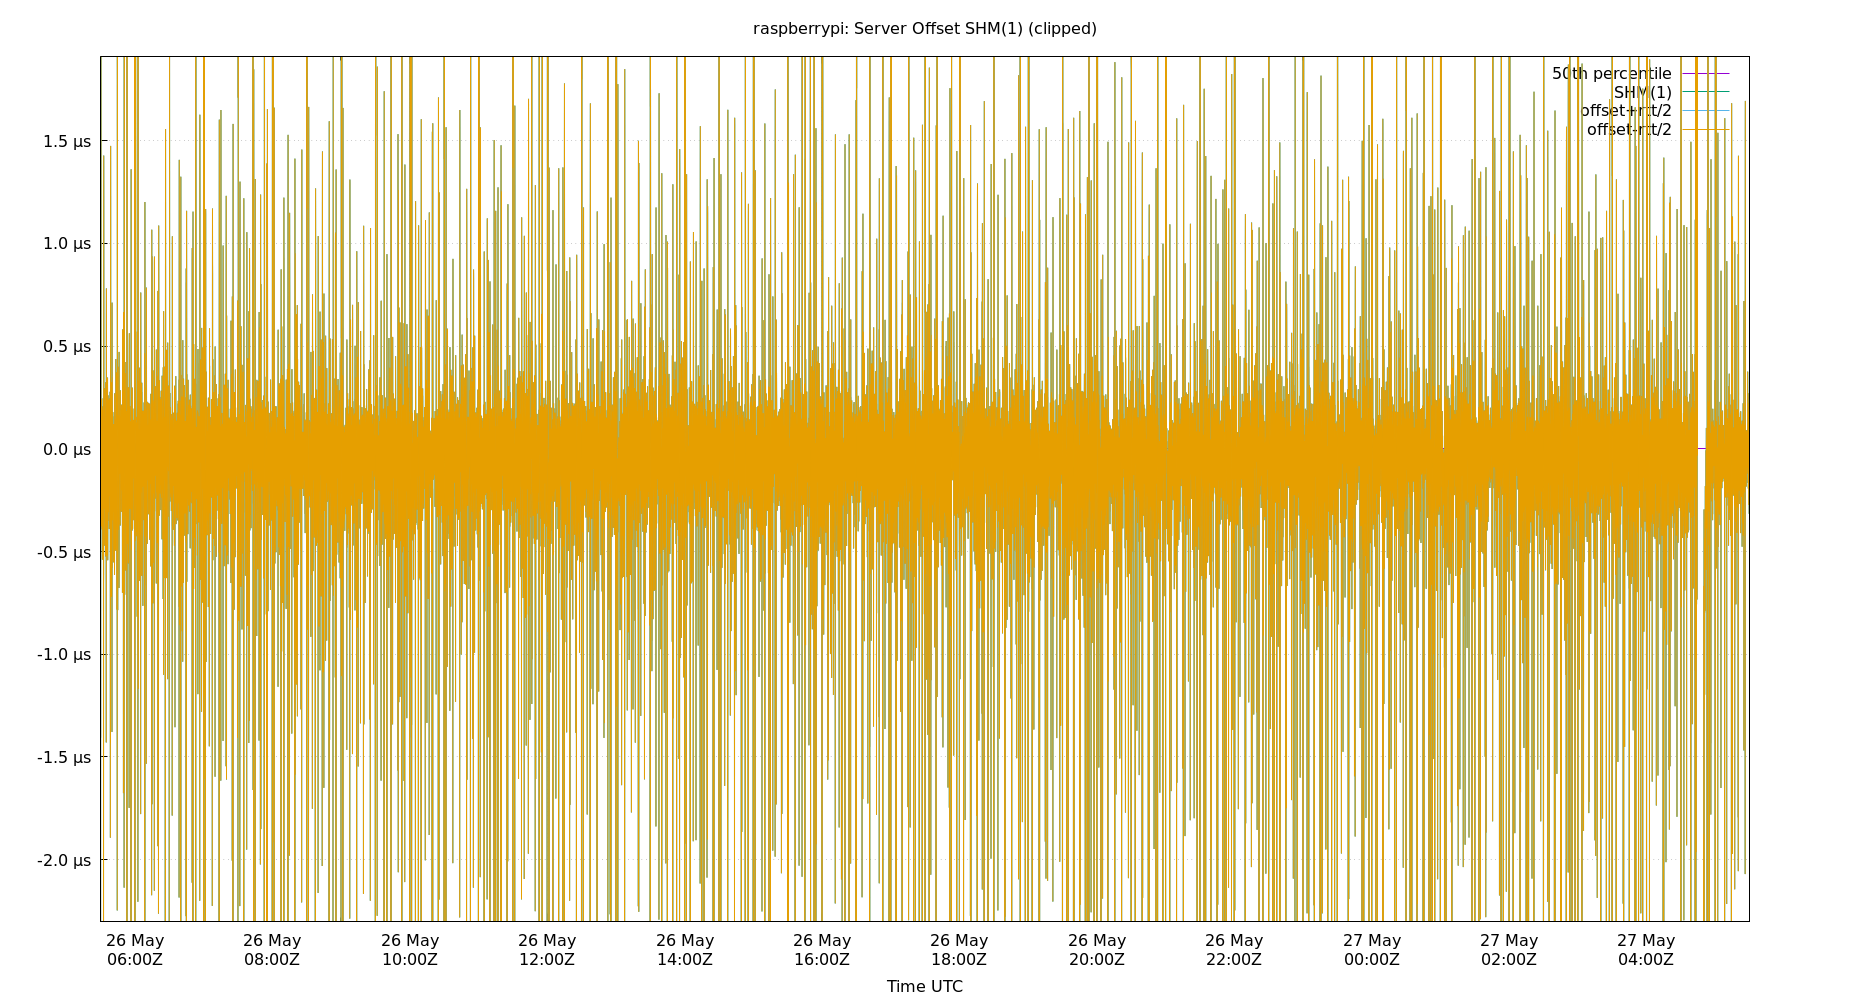 raspberrypi: Server Offset SHM(1) (clipped)
50th percentile
SHM(1)
offset+rtt/2
offset-rtt/2
1.5 µs
1.0 µs
0.5 µs
0.0 µs
-0.5 µs
-1.0 µs
-1.5 µs
-2.0 µs
26 May 26 May 26 May 26 May 26 May 26 May 26 May 26 May 26 May 27 May 27 May 27 May
06:00Z 08:00Z 10:00Z 12:00Z 14:00Z 16:00Z 18:00Z 20:00Z 22:00Z 00:00Z 02:00Z 04:00Z
Time UTC